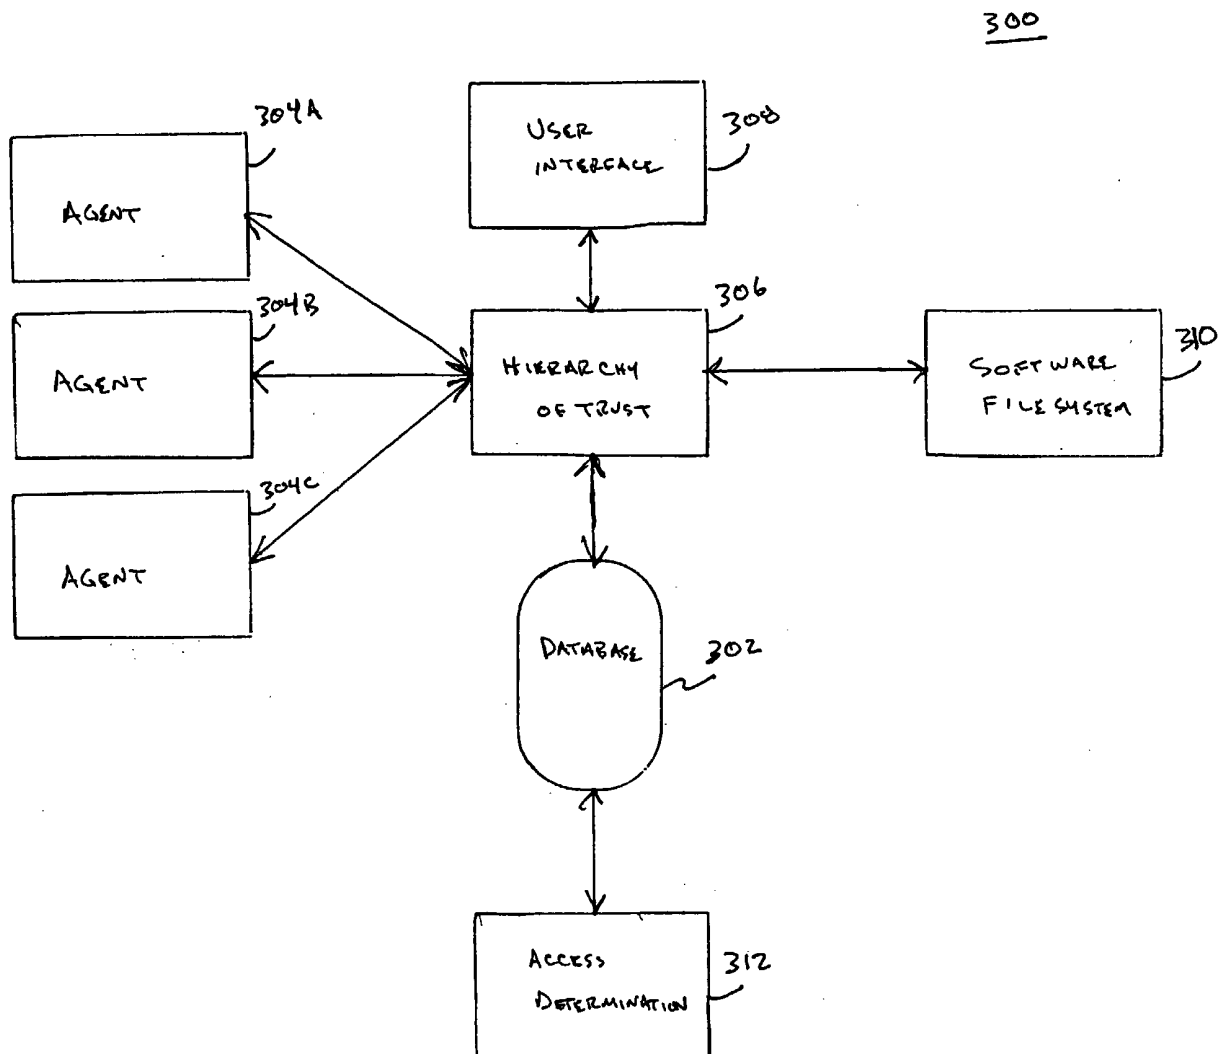 300
304A
AGENT
USER
INTERFACE
308
304B
AGENT
306
HIERARCHY
OF TRUST
310
SOFTWARE
FILE SYSTEM
304C
AGENT
DATABASE
302
ACCESS
DETERMINATION
312